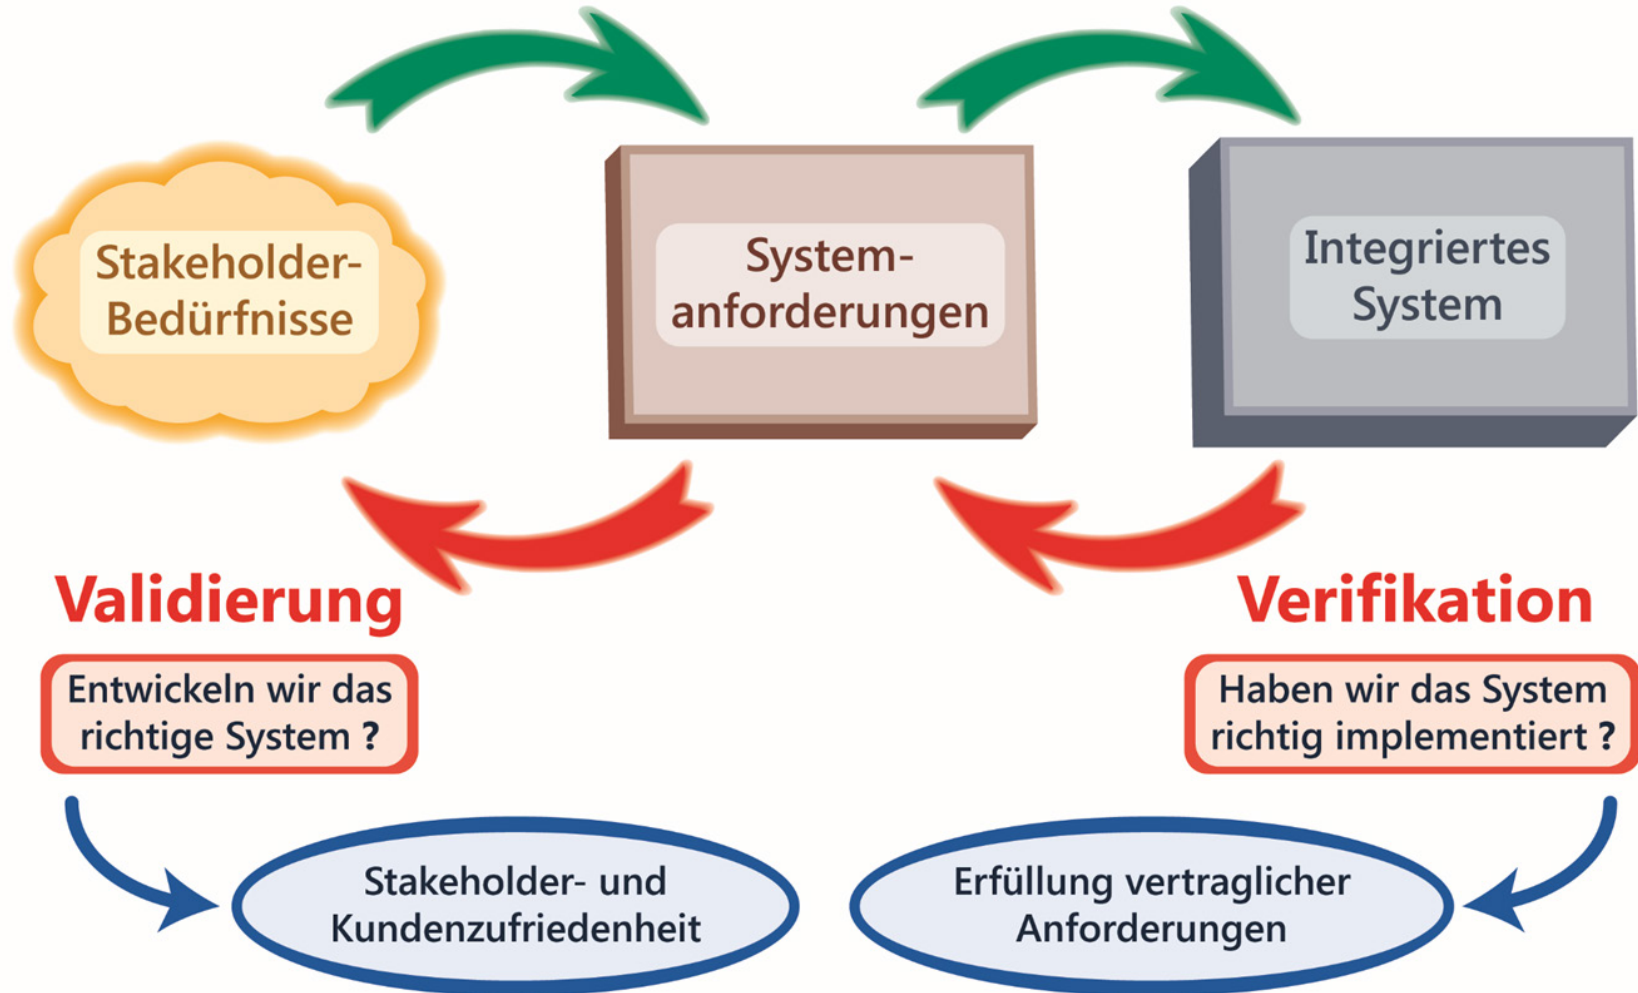 Stakeholder-
Bedürfnisse
System-
anforderungen
Integriertes
System
Validierung
Entwickeln wir das
richtige System ?
Verifikation
Haben wir das System
richtig implementiert ?
Stakeholder- und
Kundenzufriedenheit
Erfüllung vertraglicher
Anforderungen